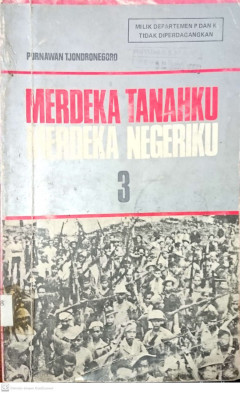 MILIK DEPARTEMEN P DAN K
TIDAK DIPERDAGANGKAN
PURNAWAN TJONDRONEGORO
MERDEKA TANAHKU
MERDEKA NEGERIKU
3